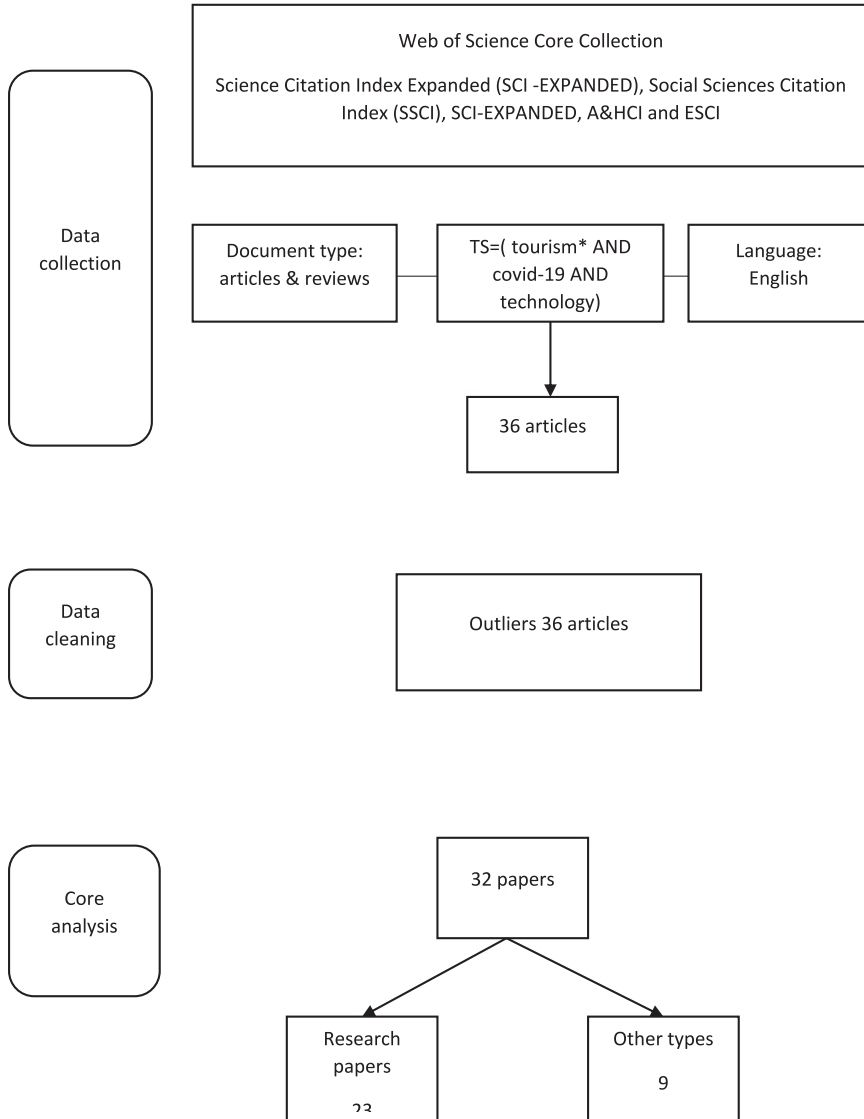 Web of Science Core Collection
Science Citation Index Expanded (SCI -EXPANDED), Social Sciences Citation
Index (SSCI), SCI-EXPANDED, A&HCI and ESCI
Data
collection
Document type:
articles & reviews
TS=( tourism* AND
covid-19 AND
technology)
Language:
English
36 articles
Data
cleaning
Outliers 36 articles
Core
analysis
32 papers
Research
papers
23
Other types
9